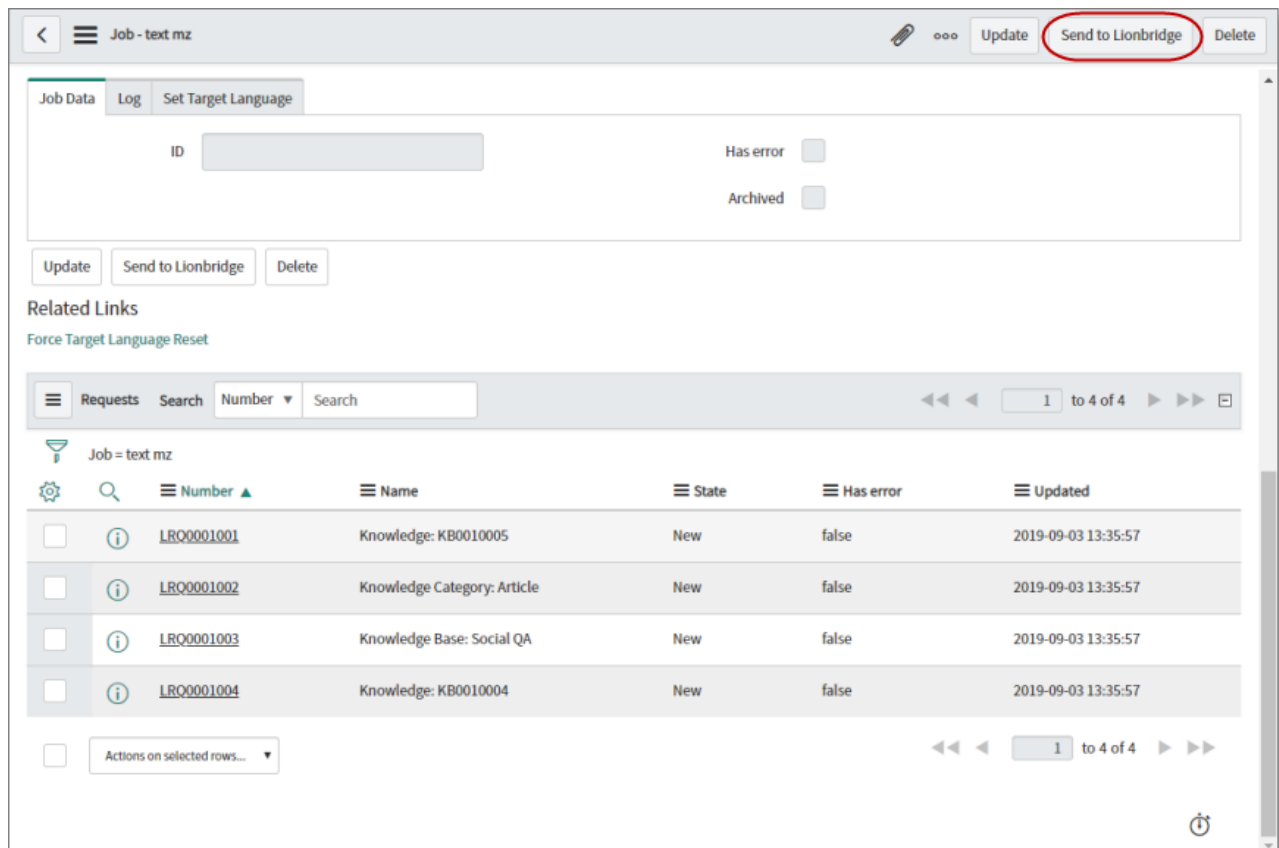 Job - text mz Update Send to Lionbridge Delete
Job Data Log Set Target Language
ID Has error
Archived
Update Send to Lionbridge Delete
Related Links
Force Target Language Reset
Requests Search Number Search 1 to 4 of 4
Job = text mz
Number Name State Has error Updated
LRQ0001001 Knowledge: KB0010005 New false 2019-09-03 13:35:57
LRQ0001002 Knowledge Category: Article New false 2019-09-03 13:35:57
LRQ0001003 Knowledge Base: Social QA New false 2019-09-03 13:35:57
LRQ0001004 Knowledge: KB0010004 New false 2019-09-03 13:35:57
Actions on selected rows... 1 to 4 of 4